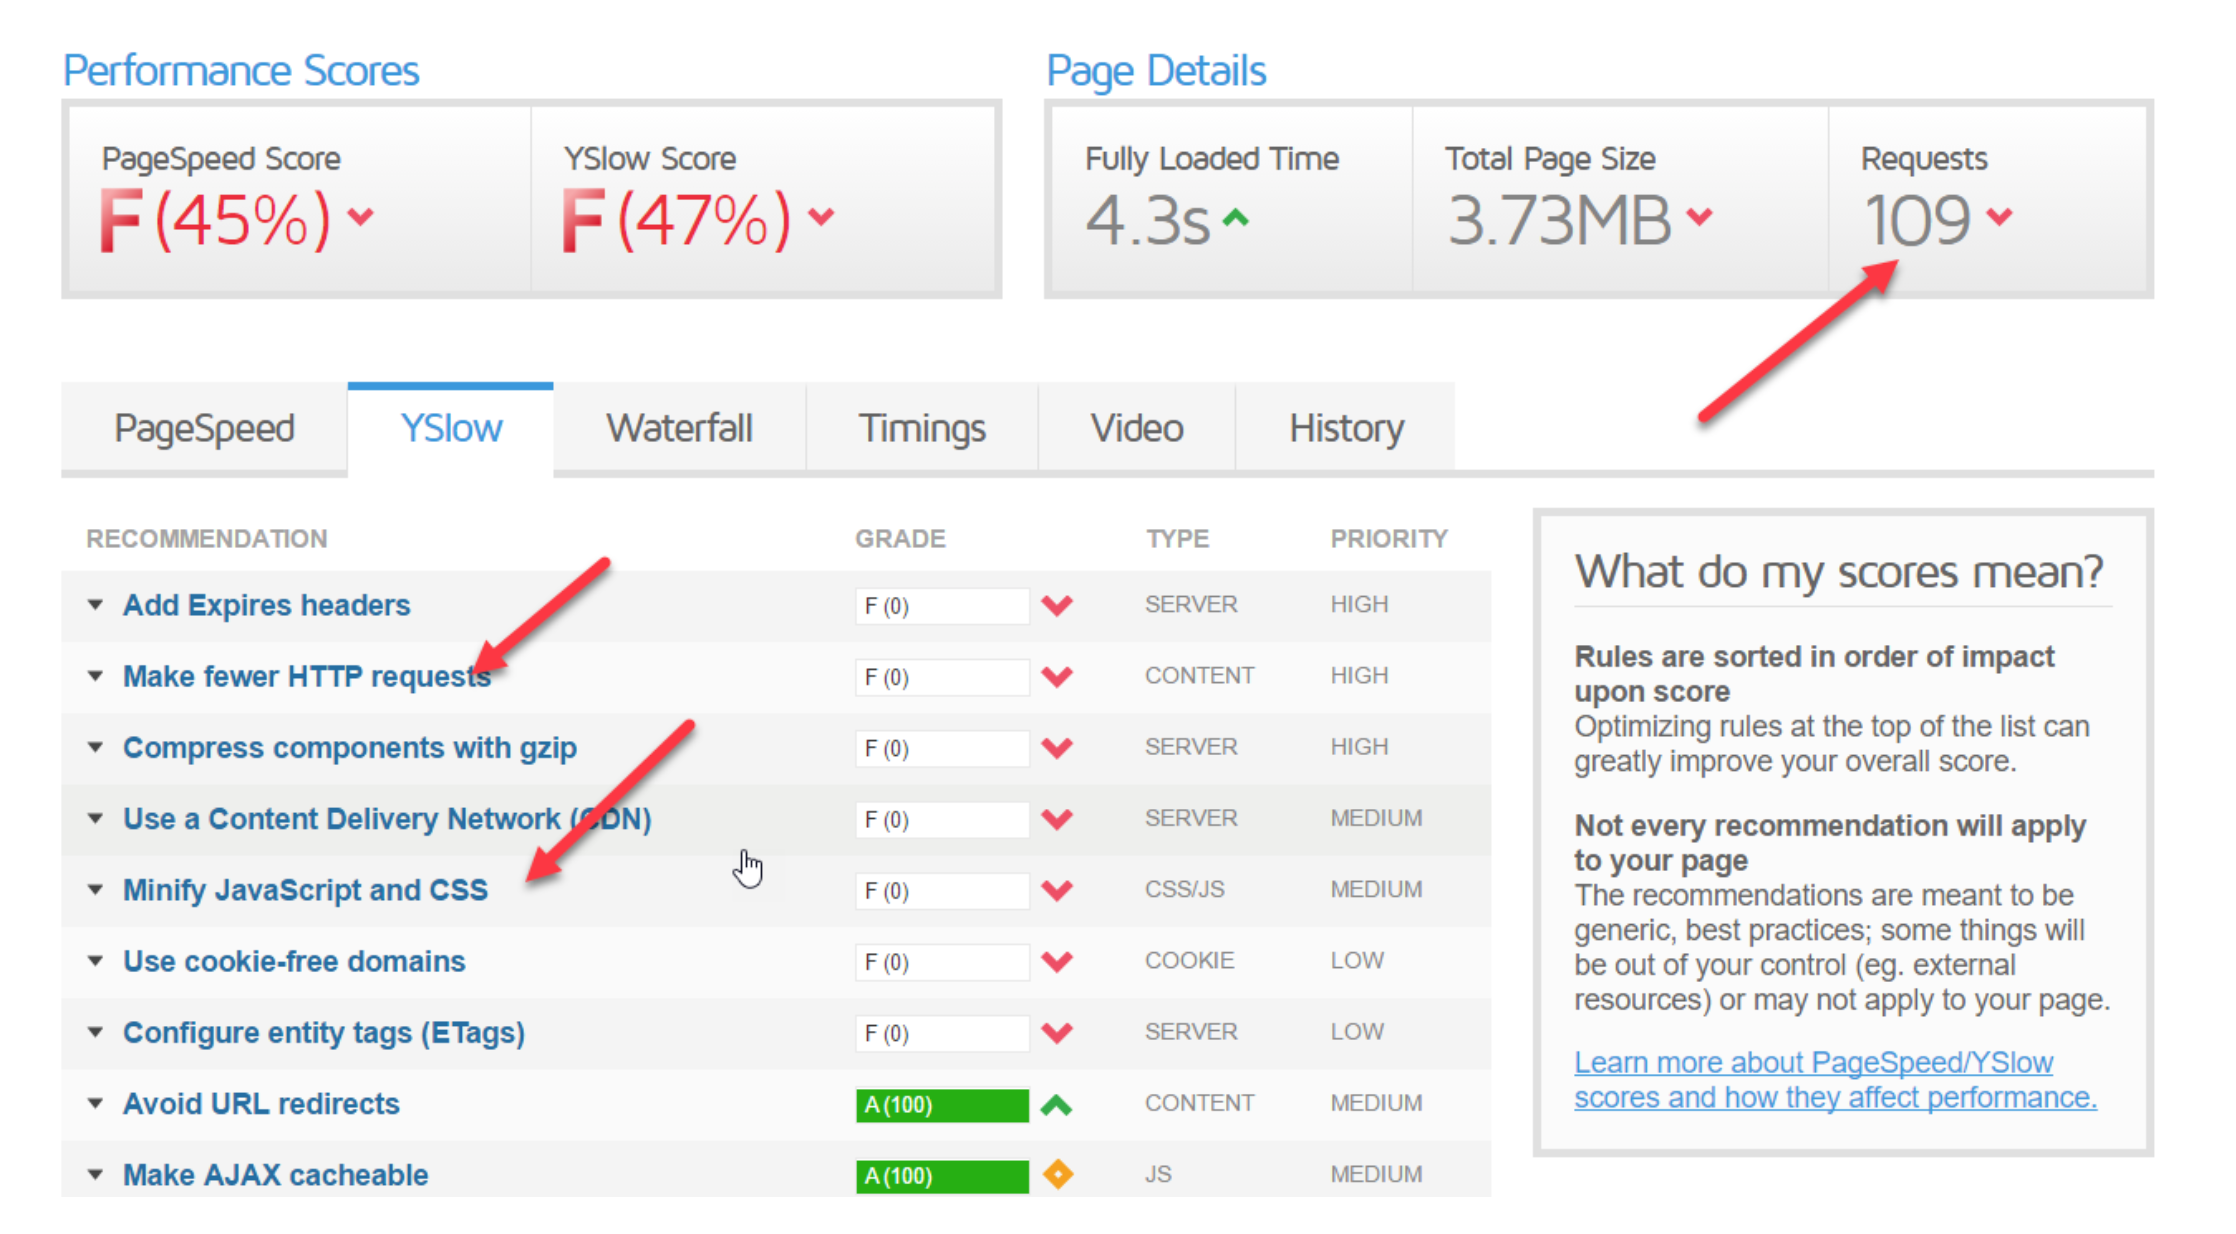 Performance Scores
PageSpeed Score
F(45%)
YSlow Score
F(47%)
Page Details
Fully Loaded Time
4.3s
Total Page Size
3.73MB
Requests
109
PageSpeed
YSlow
Waterfall
Timings
Video
History
RECOMMENDATION GRADE TYPE PRIORITY
Add Expires headers F (0) SERVER HIGH
Make fewer HTTP requests F (0) CONTENT HIGH
Compress components with gzip F (0) SERVER HIGH
Use a Content Delivery Network (CDN) F (0) SERVER MEDIUM
Minify JavaScript and CSS F (0) CSS/JS MEDIUM
Use cookie-free domains F (0) COOKIE LOW
Configure entity tags (ETags) F (0) SERVER LOW
Avoid URL redirects A (100) CONTENT MEDIUM
Make AJAX cacheable A (100) JS MEDIUM
What do my scores mean?
Rules are sorted in order of impact
upon score
Optimizing rules at the top of the list can
greatly improve your overall score.
Not every recommendation will apply
to your page
The recommendations are meant to be
generic, best practices; some things will
be out of your control (eg. external
resources) or may not apply to your page.
Learn more about PageSpeed/YSlow
scores and how they affect performance.